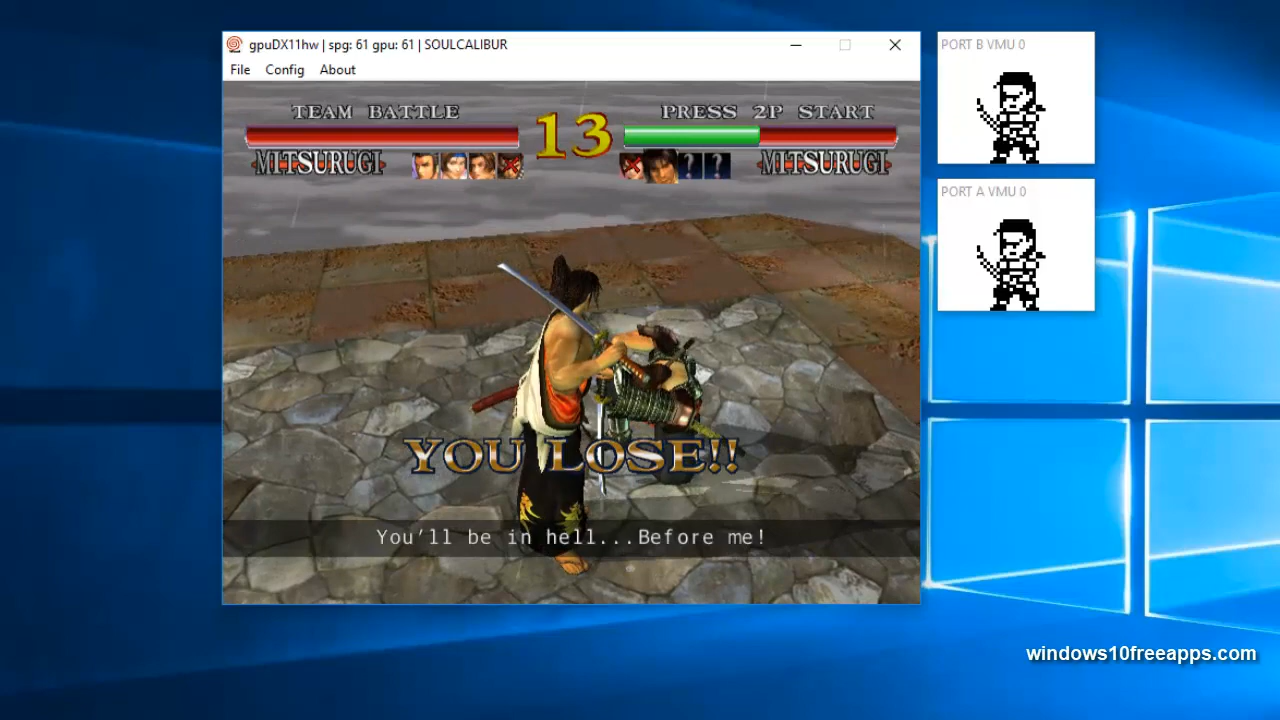 gpuDX11hw | spg: 61 gpu: 61 | SOULCALIBUR
File Config About
TEAM BATTLE
13
PRESS 2P START
MITSURUGI
? ?
MITSURUGI
YOU LOSE!!
You'll be in hell...Before me!
PORT B VMU 0
PORT A VMU 0
windows10freeapps.com